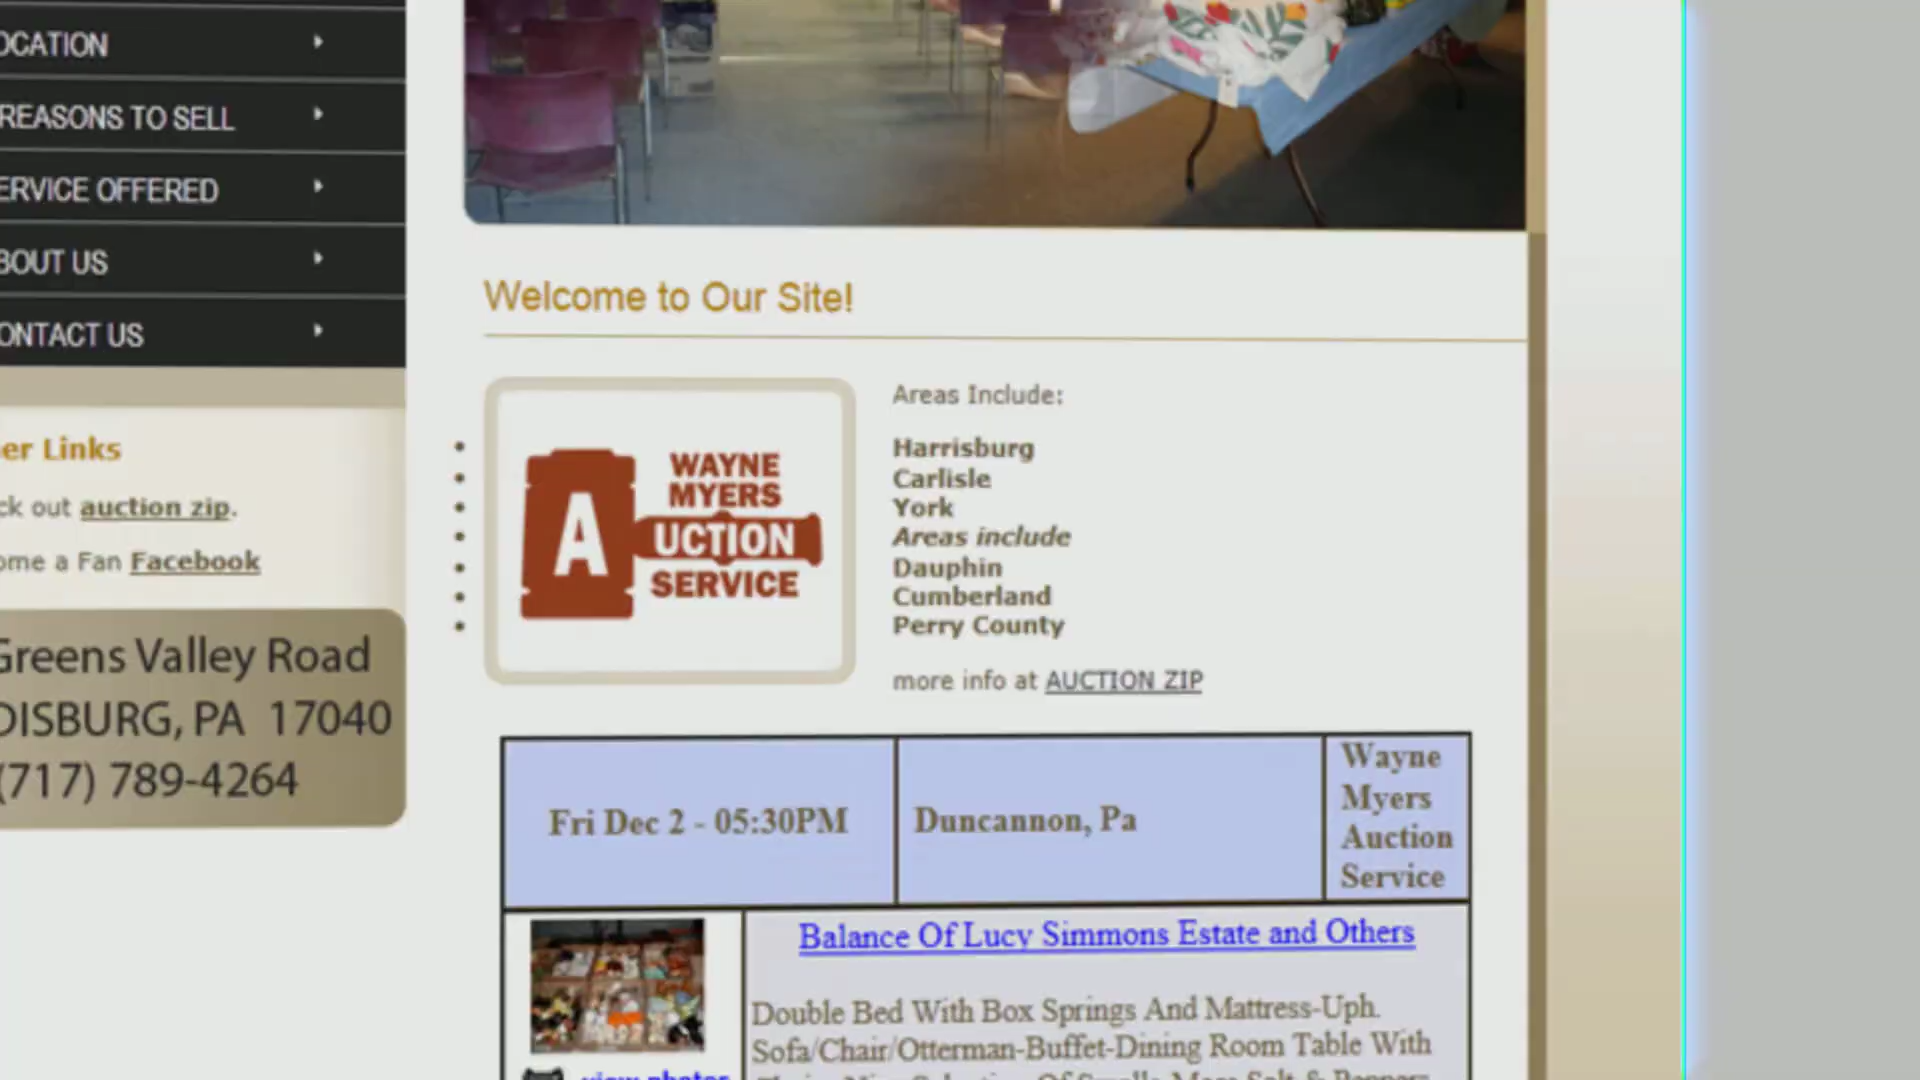 OCATION
REASONS TO SELL
ERVICE OFFERED
BOUT US
ONTACT US
er Links
ck out auction zip.
ome a Fan Facebook
Greens Valley Road
DISBURG, PA 17040
(717) 789-4264
Welcome to Our Site!
WAYNE
MYERS
AUCTION
SERVICE
Areas Include:
Harrisburg
Carlisle
York
Areas include
Dauphin
Cumberland
Perry County
more info at AUCTION ZIP
Fri Dec 2 - 05:30PM
Duncannon, Pa
Wayne
Myers
Auction
Service
Balance Of Lucy Simmons Estate and Others
Double Bed With Box Springs And Mattress-Uph.
Sofa/Chair/Otterman-Buffet-Dining Room Table With
view photos